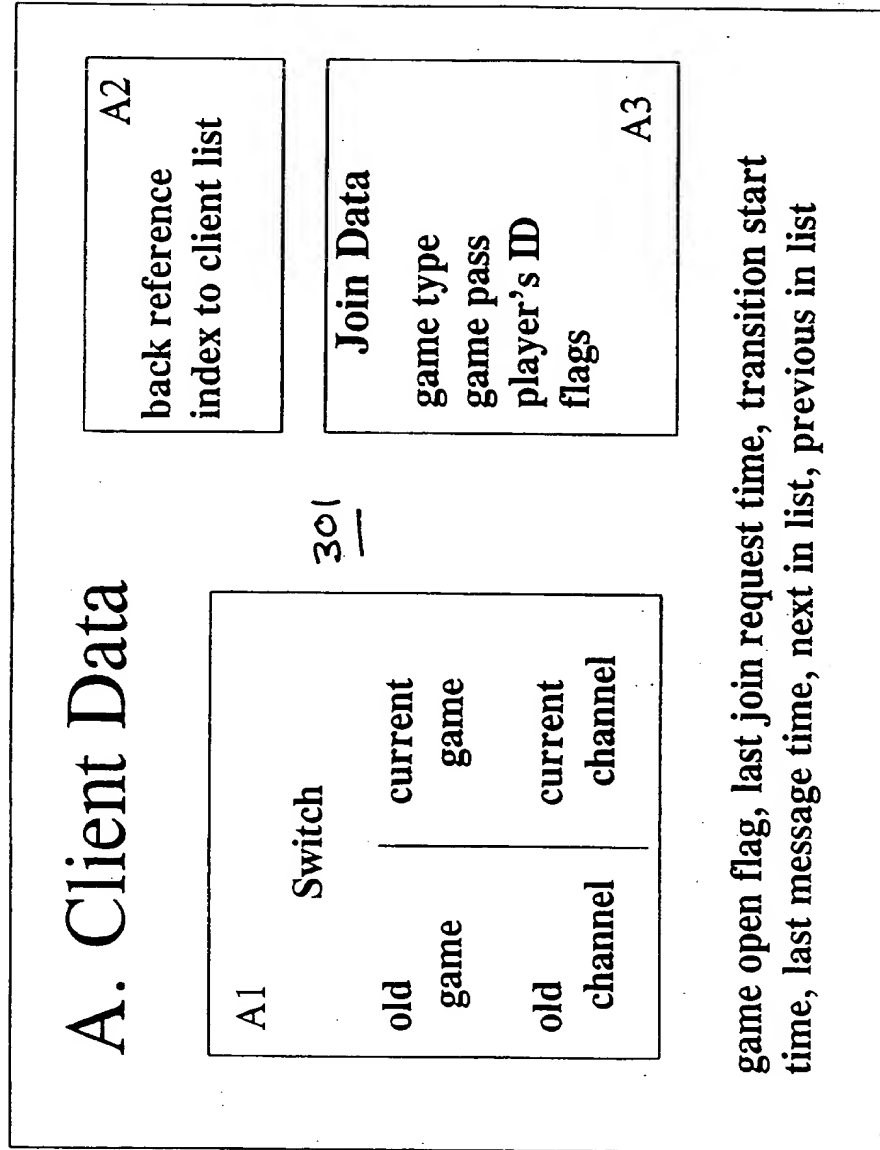 A. Client Data
A1
Switch
old game
current game
old channel
current channel
301
back reference
index to client list
A2
Join Data
game type
game pass
player's ID
flags
A3
game open flag, last join request time, transition start
time, last message time, next in list, previous in list